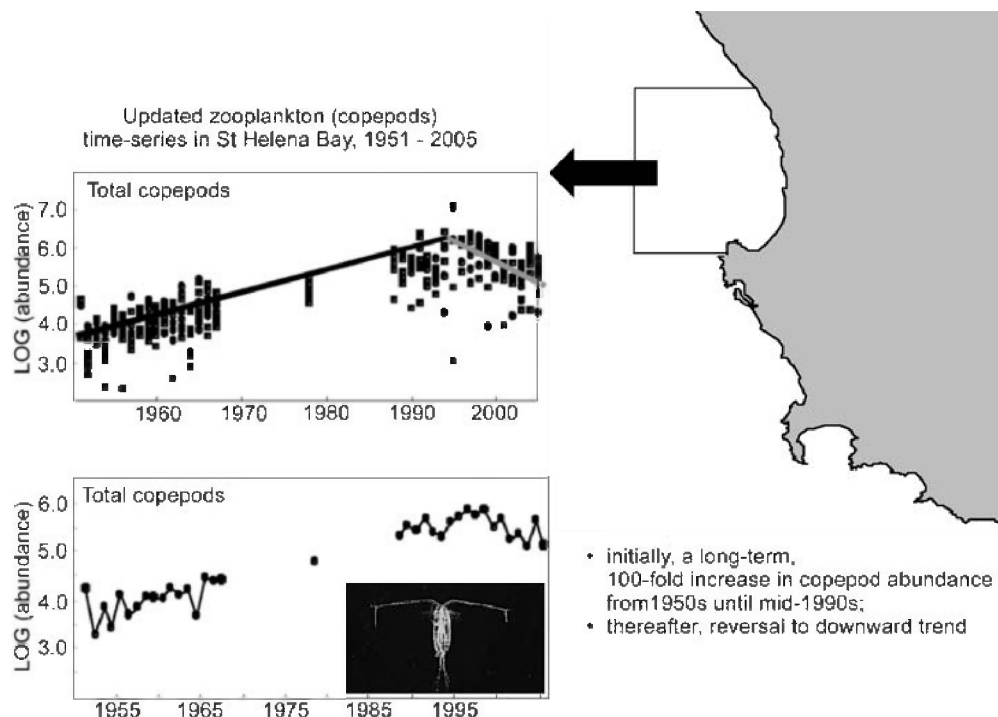 Updated zooplankton (copepods)
time-series in St Helena Bay, 1951 - 2005
Total copepods
LOG (abundance)
7.0
6.0
5.0
4.0
3.0
1960 1970 1980 1990 2000
Total copepods
LOG (abundance)
6.0
5.0
4.0
3.0
1955 1965 1975 1985 1995
• initially, a long-term,
100-fold increase in copepod abundance
from1950s until mid-1990s;
• thereafter, reversal to downward trend